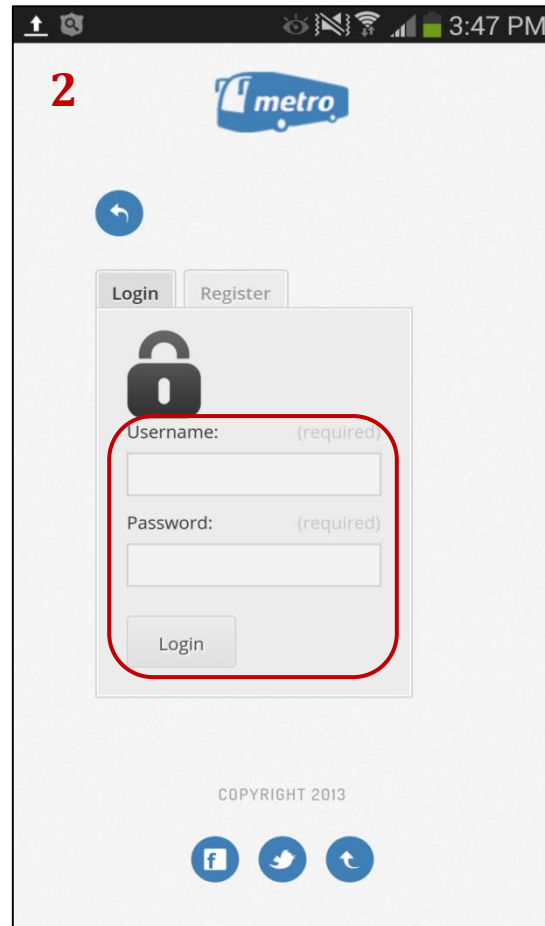 3:47 PM
2
metro
Login Register
Username: (required)
Password: (required)
Login
COPYRIGHT 2013